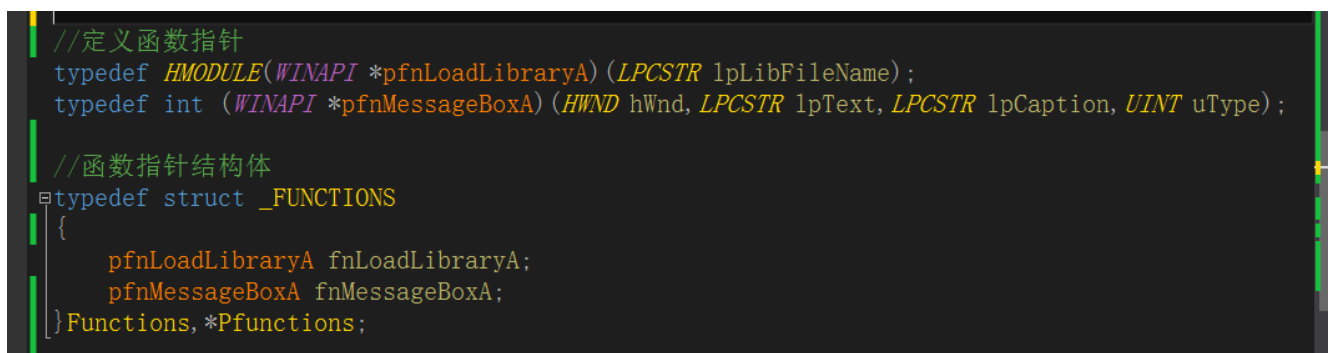 //定义函数指针
typedef HMODULE(WINAPI *pfnLoadLibraryA)(LPCSTR lpLibFileName);
typedef int (WINAPI *pfnMessageBoxA)(HWND hWnd,LPCSTR lpText,LPCSTR lpCaption,UINT uType);
//函数指针结构体
typedef struct _FUNCTIONS
{
pfnLoadLibraryA fnLoadLibraryA;
pfnMessageBoxA fnMessageBoxA;
}Functions,*Pfunctions;